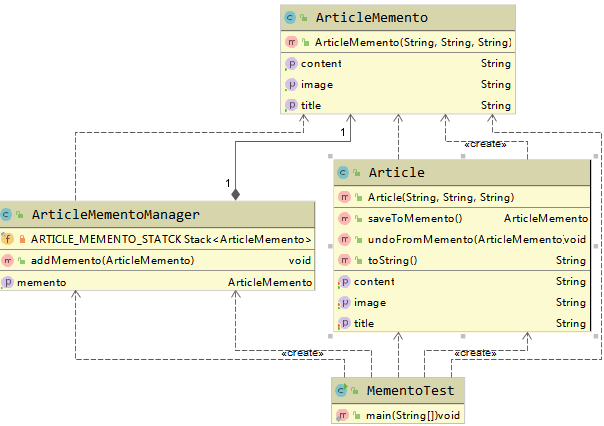 ArticleMemento
ArticleMemento(String, String, String)
content String
image String
title String
1
«create»
1
Article
Article(String, String, String)
saveToMemento() ArticleMemento
undoFromMemento(ArticleMemento)void
toString() String
content String
image String
title String
ArticleMementoManager
ARTICLE_MEMENTO_STATCK Stack<ArticleMemento>
addMemento(ArticleMemento) void
memento ArticleMemento
«create»
«create»
MementoTest
main(String[])void